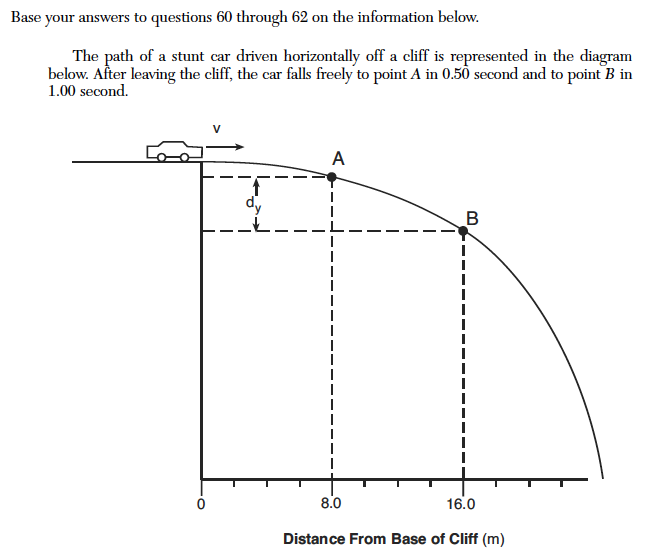 Base your answers to questions 60 through 62 on the information below.
The path of a stunt car driven horizontally off a cliff is represented in the diagram
below. After leaving the cliff, the car falls freely to point A in 0.50 second and to point B in
1.00 second.
v
A
dy
B
0 8.0 16.0
Distance From Base of Cliff (m)